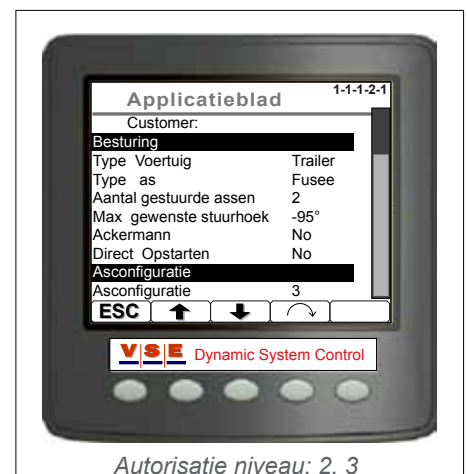 Applicatieblad 1-1-1-2-1
Customer:
Besturing
Type Voertuig Trailer
Type as Fusee
Aantal gestuurde assen 2
Max gewenste stuurhoek -95°
Ackermann No
Direct Opstarten No
Asconfiguratie
Asconfiguratie 3
ESC
VSE Dynamic System Control
Autorisatie niveau: 2, 3